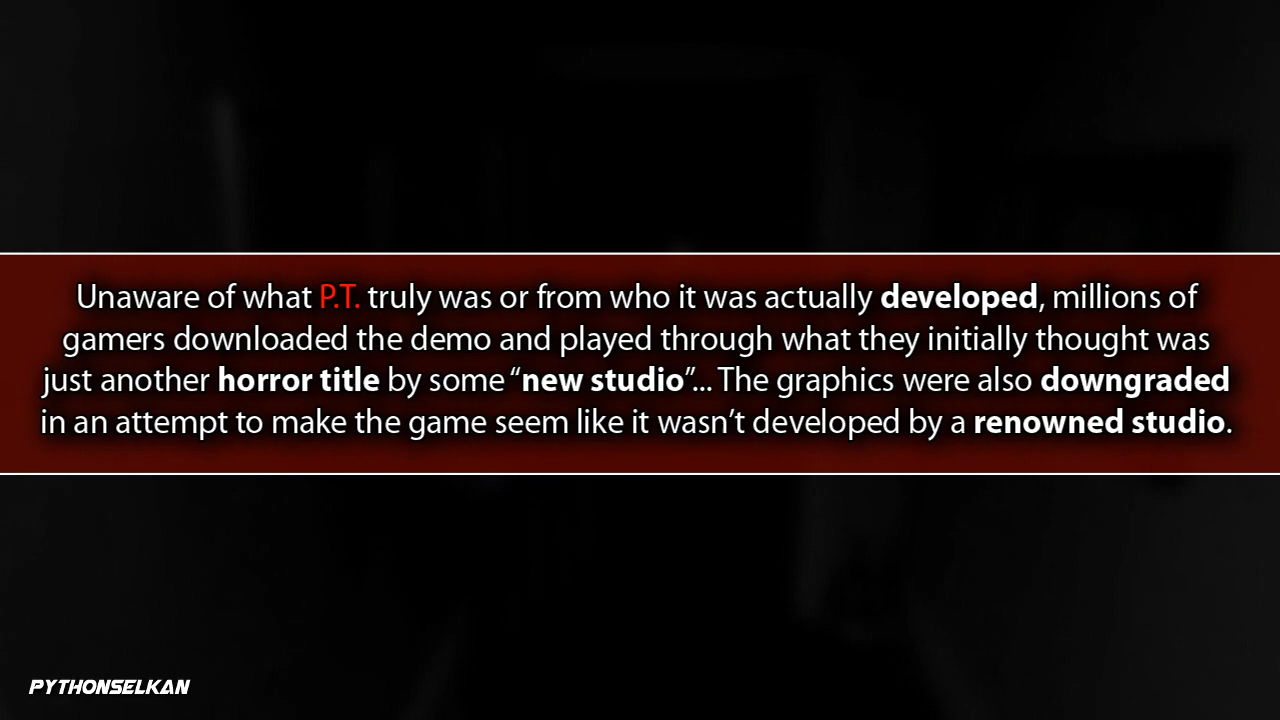 Unaware of what P.T. truly was or from who it was actually developed, millions of
gamers downloaded the demo and played through what they initially thought was
just another horror title by some “new studio”... The graphics were also downgraded
in an attempt to make the game seem like it wasn’t developed by a renowned studio.
PYTHONSELKAN